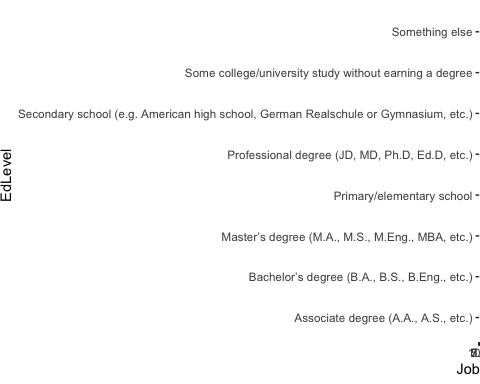 Something else
Some college/university study without earning a degree
Secondary school (e.g. American high school, German Realschule or Gymnasium, etc.)
Professional degree (JD, MD, Ph.D, Ed.D, etc.)
EdLevel
Primary/elementary school
Master’s degree (M.A., M.S., M.Eng., MBA, etc.)
Bachelor’s degree (B.A., B.S., B.Eng., etc.)
Associate degree (A.A., A.S., etc.)
Job